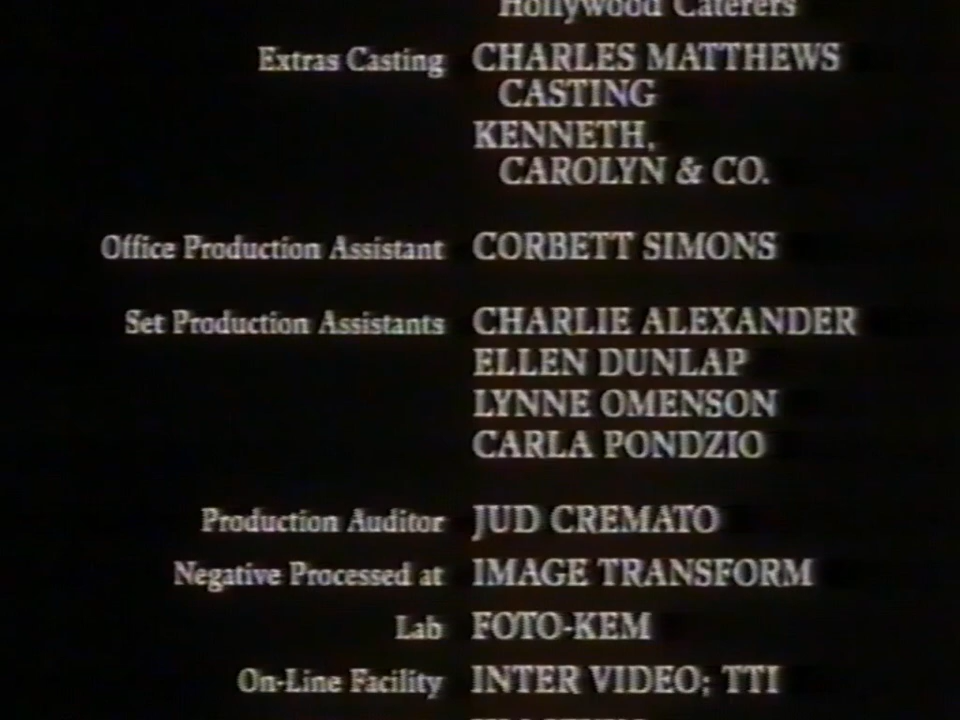 Hollywood Caterers
Extras Casting CHARLES MATTHEWS
CASTING
KENNETH,
CAROLYN & CO.
Office Production Assistant CORBETT SIMONS
Set Production Assistants CHARLIE ALEXANDER
ELLEN DUNLAP
LYNNE OMENSON
CARLA PONDZIO
Production Auditor JUD CREMATO
Negative Processed at IMAGE TRANSFORM
Lab FOTO-KEM
On-Line Facility INTER VIDEO; TTI